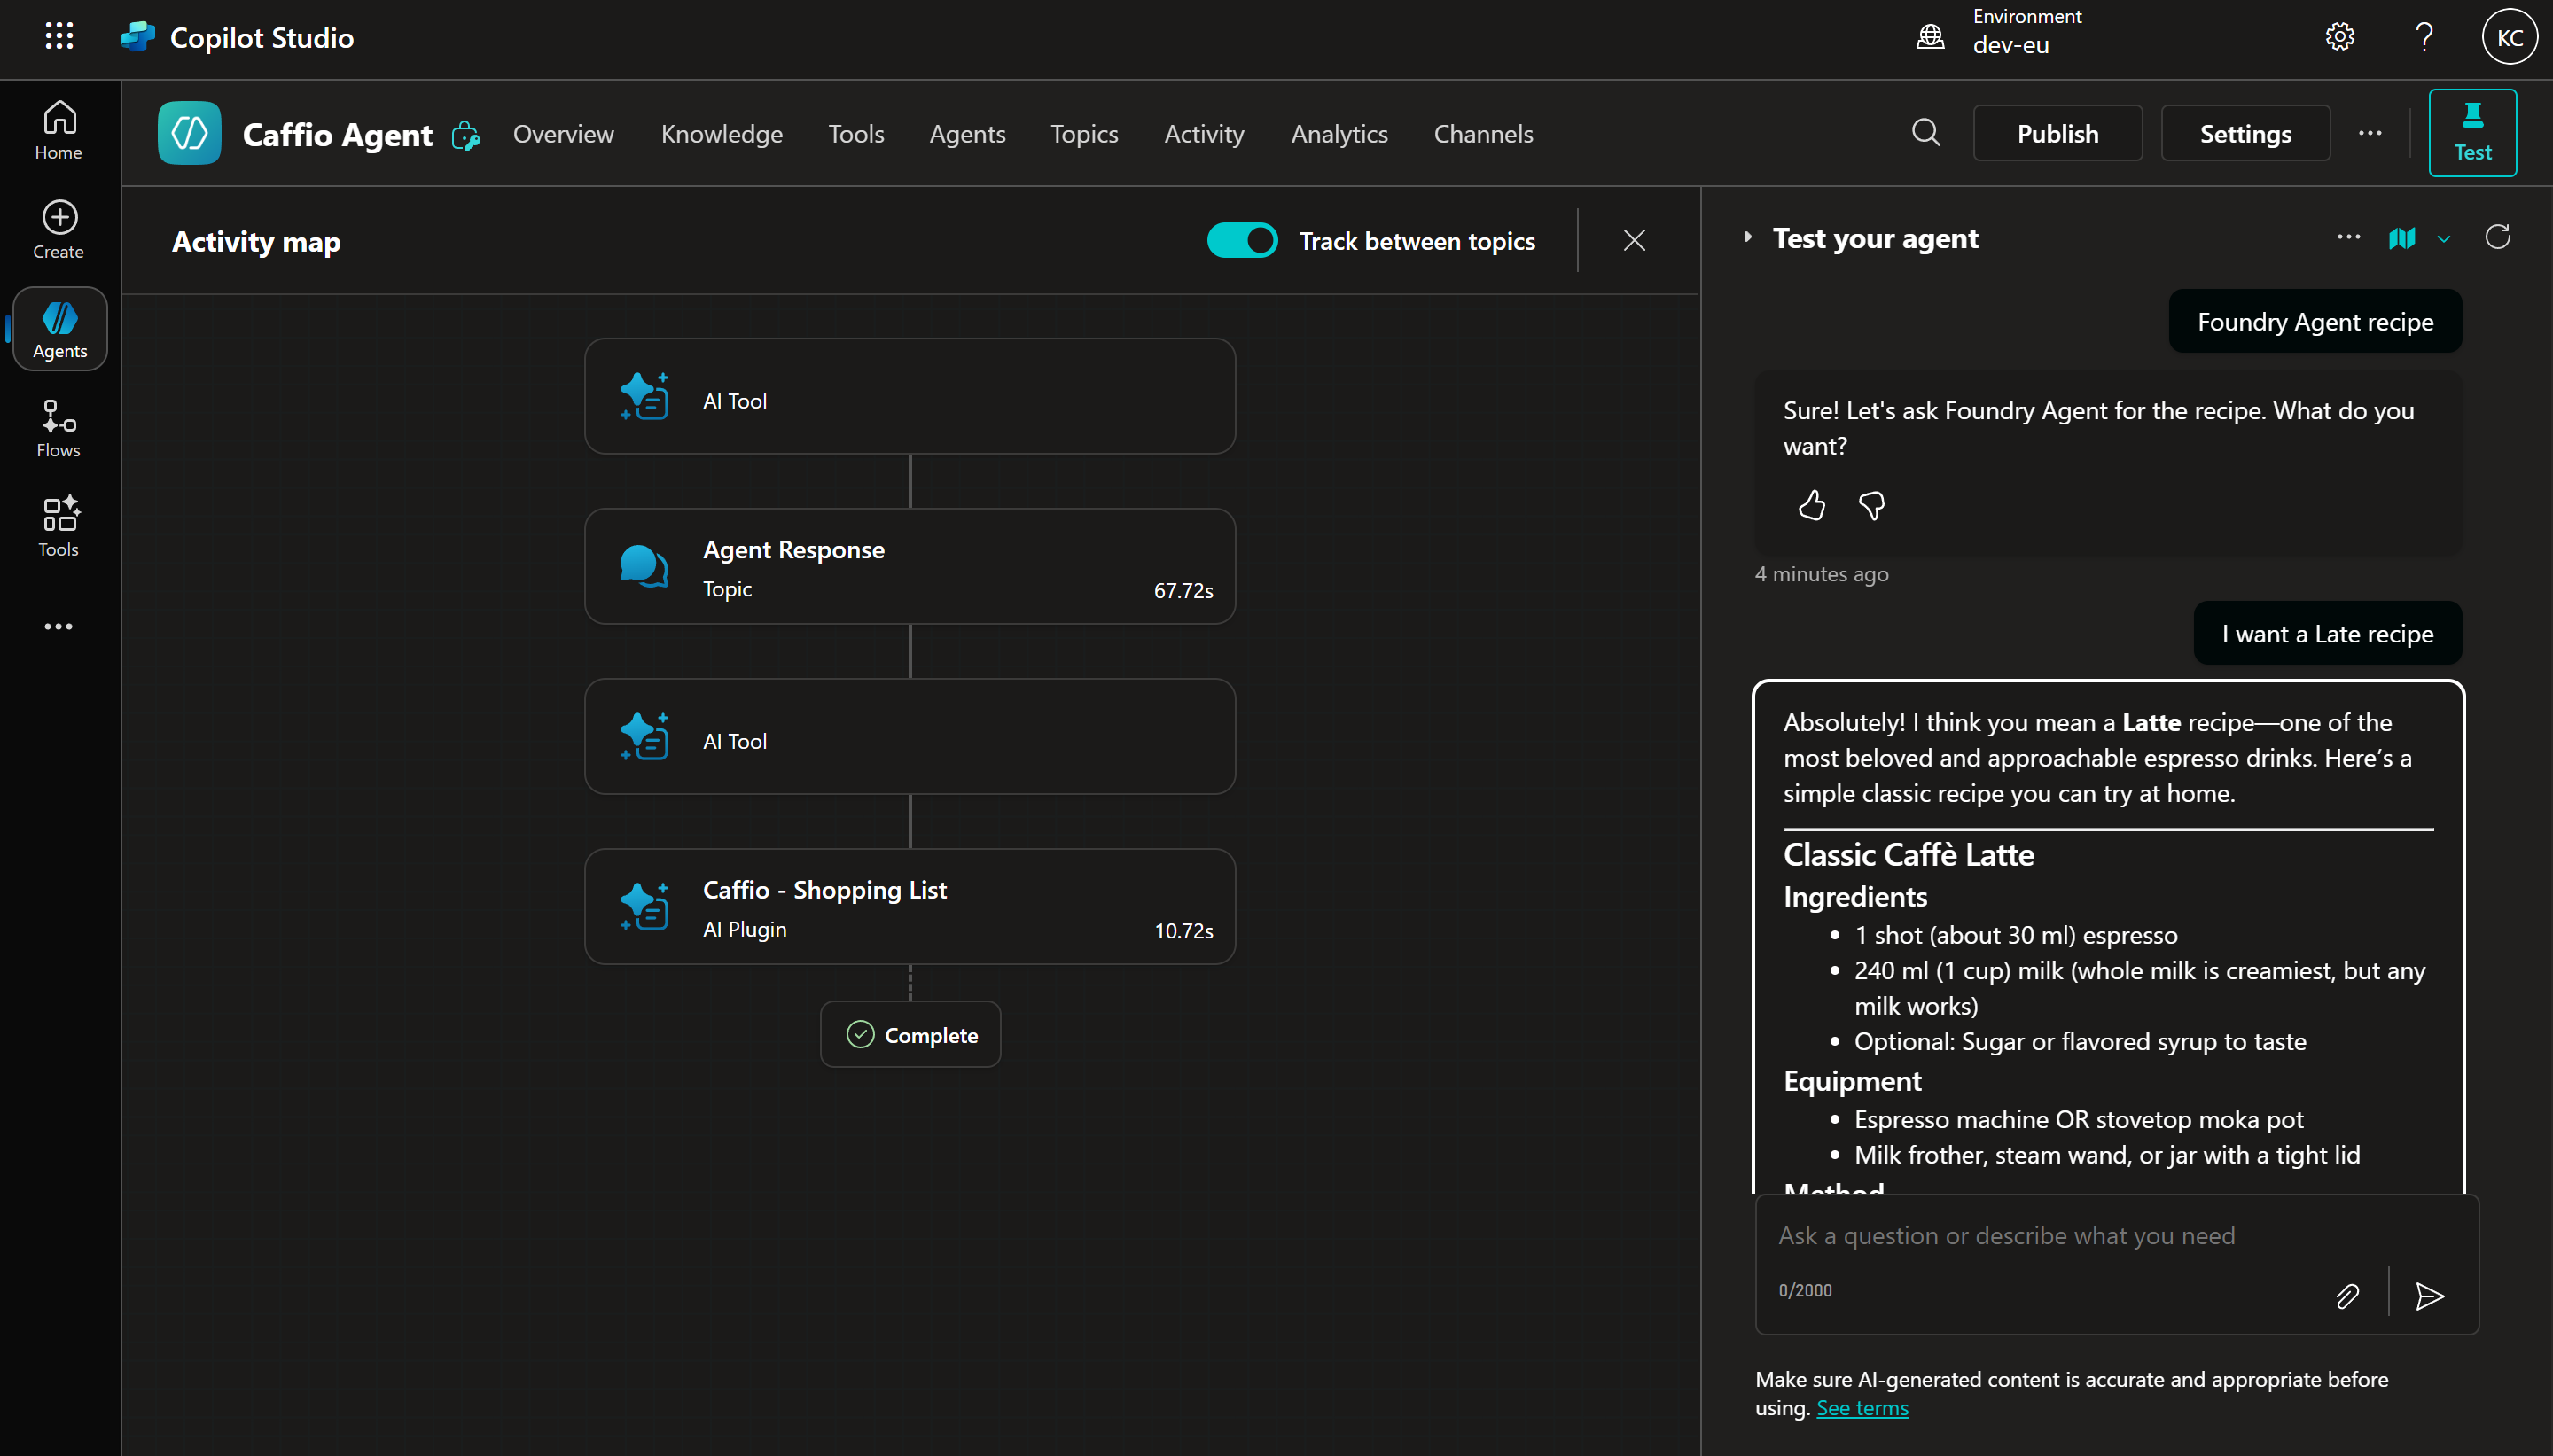 Copilot Studio
Environment
dev-eu
KC
Home
Create
Agents
Flows
Tools
Caffio Agent
Overview
Knowledge
Tools
Agents
Topics
Activity
Analytics
Channels
Publish
Settings
Test
Activity map
Track between topics
AI Tool
Agent Response
Topic
67.72s
AI Tool
Caffio - Shopping List
AI Plugin
10.72s
Complete
Test your agent
Foundry Agent recipe
Sure! Let's ask Foundry Agent for the recipe. What do you
want?
4 minutes ago
I want a Late recipe
Absolutely! I think you mean a Latte recipe—one of the
most beloved and approachable espresso drinks. Here’s a
simple classic recipe you can try at home.
Classic Caffè Latte
Ingredients
• 1 shot (about 30 ml) espresso
• 240 ml (1 cup) milk (whole milk is creamiest, but any
milk works)
• Optional: Sugar or flavored syrup to taste
Equipment
• Espresso machine OR stovetop moka pot
• Milk frother, steam wand, or jar with a tight lid
Method
Ask a question or describe what you need
0/2000
Make sure AI-generated content is accurate and appropriate before
using. See terms